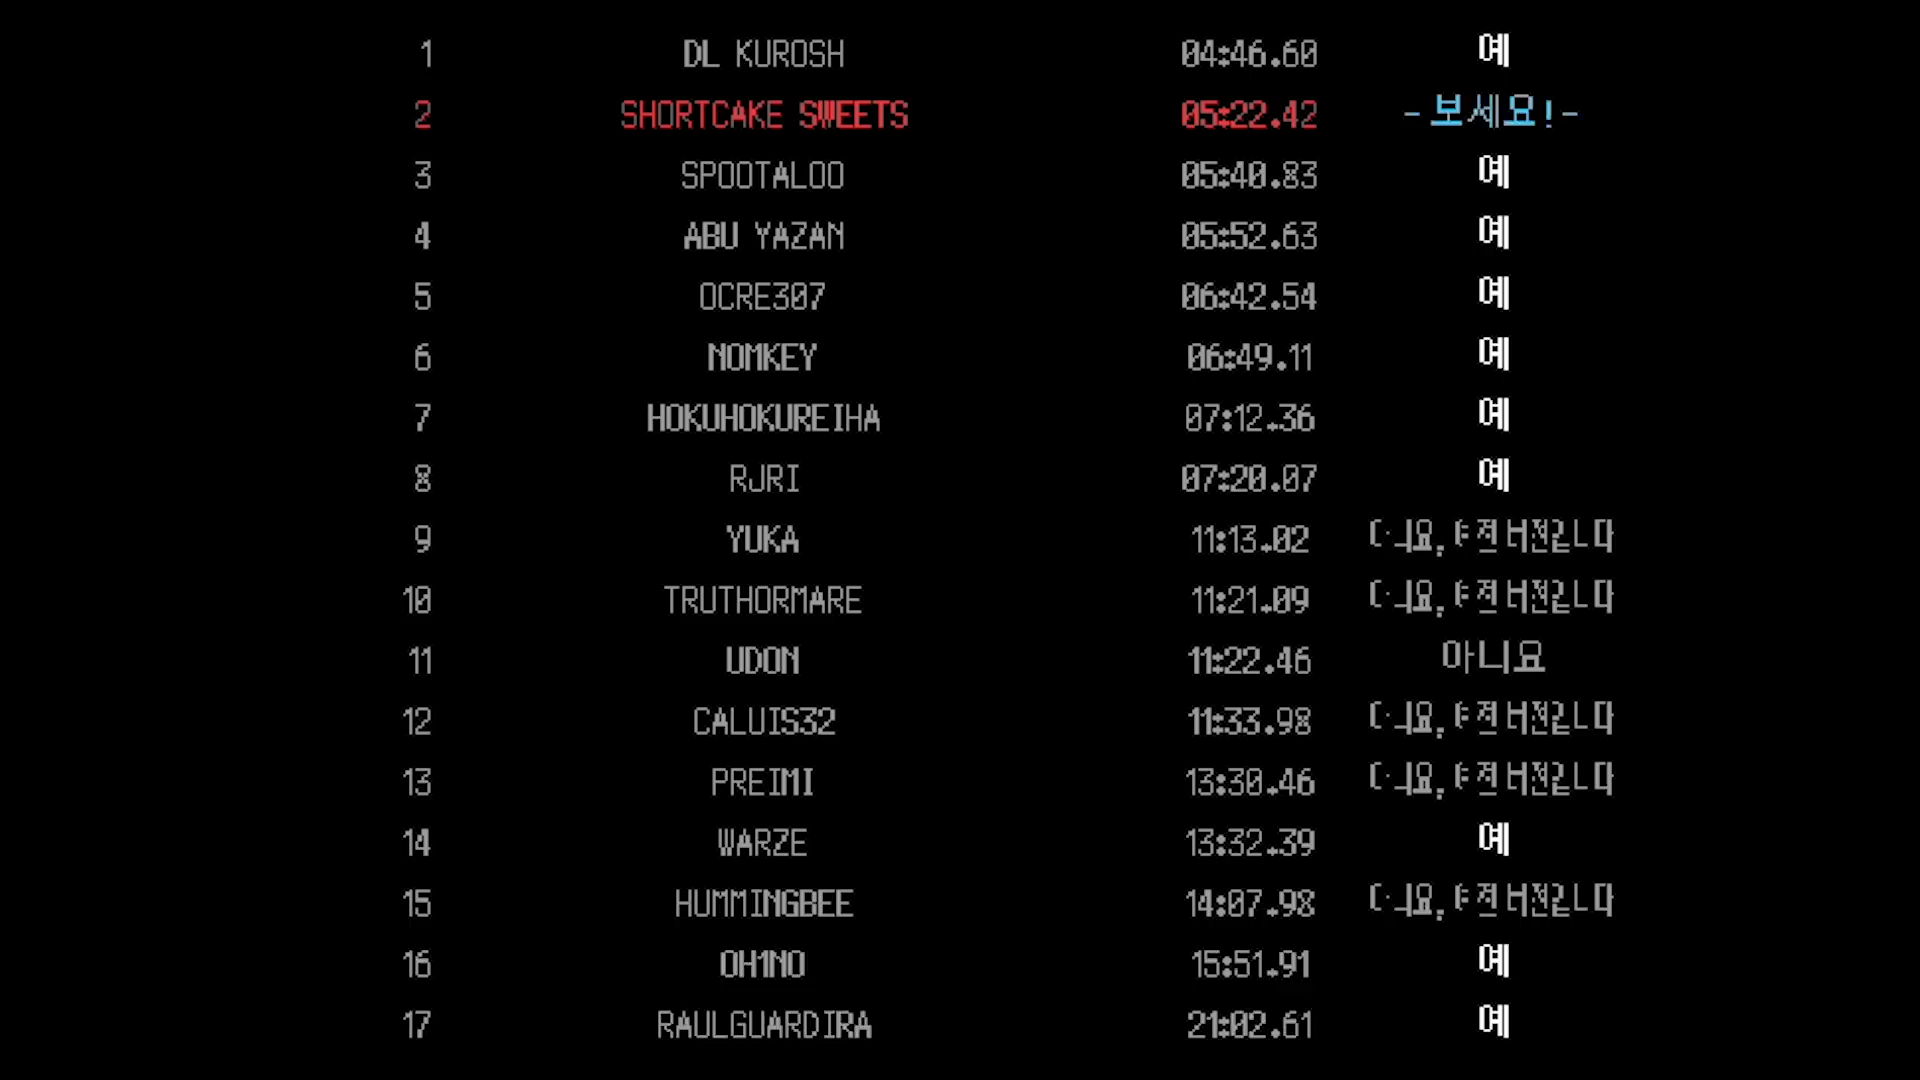 1 DL KUROSH 04:46.60 예
2 SHORTCAKE SWEETS 05:22.42 -보세요!-
3 SPOOTALOO 05:40.83 예
4 ABU YAZAN 05:52.63 예
5 OCRE307 06:42.54 예
6 NOMKEY 06:49.11 예
7 HOKUHOKUREIHA 07:12.36 예
8 RJRI 07:20.07 예
9 YUKA 11:13.02
10 TRUTHORMARE 11:21.09
11 UDON 11:22.46 아니요
12 CALUIS32 11:33.98
13 PREIMI 13:30.46
14 WARZE 13:32.39 예
15 HUMMINGBEE 14:07.98
16 OH1NO 15:51.91 예
17 RAULGUARDIRA 21:02.61 예